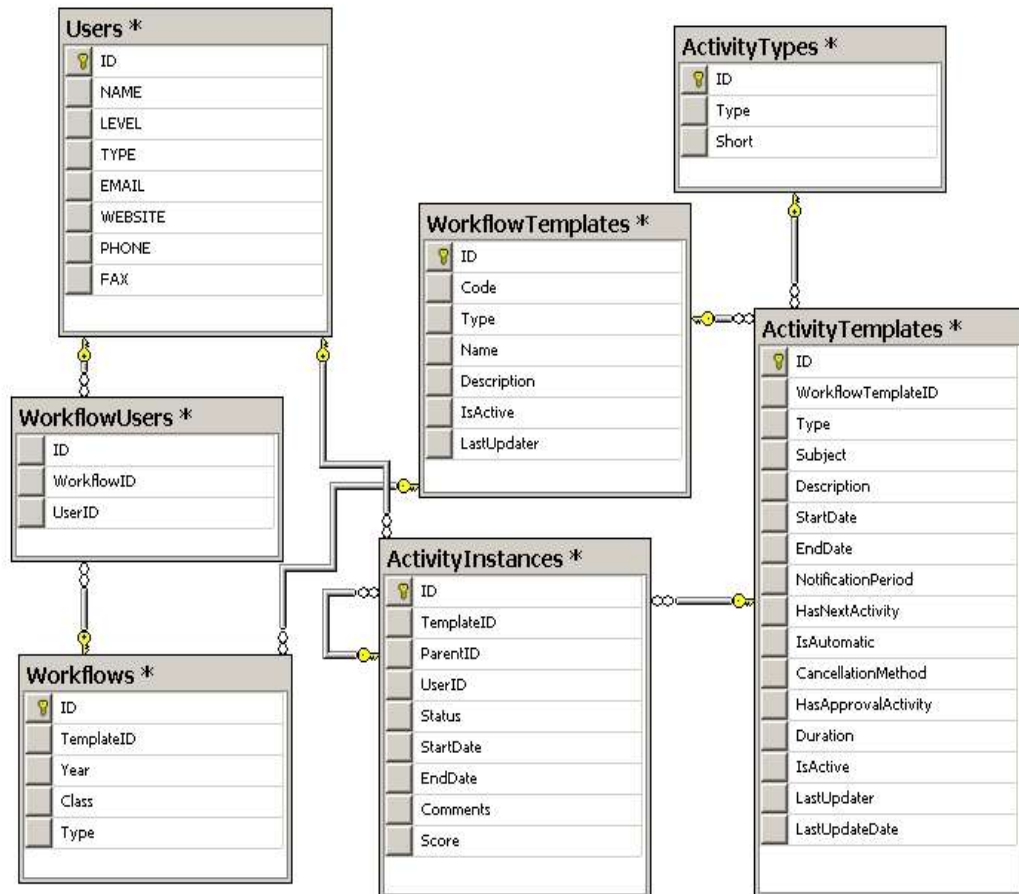 Users *
ID
NAME
LEVEL
TYPE
EMAIL
WEBSITE
PHONE
FAX
ActivityTypes *
ID
Type
Short
WorkflowTemplates *
ID
Code
Type
Name
Description
IsActive
LastUpdater
ActivityTemplates *
ID
WorkflowTemplateID
Type
Subject
Description
StartDate
EndDate
NotificationPeriod
HasNextActivity
IsAutomatic
CancellationMethod
HasApprovalActivity
Duration
IsActive
LastUpdater
LastUpdateDate
WorkflowUsers *
ID
WorkflowID
UserID
ActivityInstances *
ID
TemplateID
ParentID
UserID
Status
StartDate
EndDate
Comments
Score
Workflows *
ID
TemplateID
Year
Class
Type